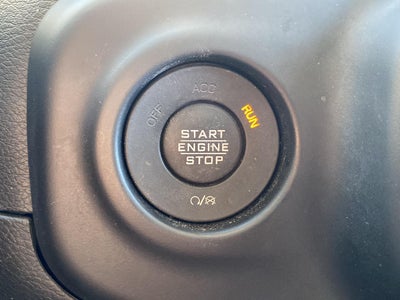 ACC
OFF
RUN
START
ENGINE
STOP